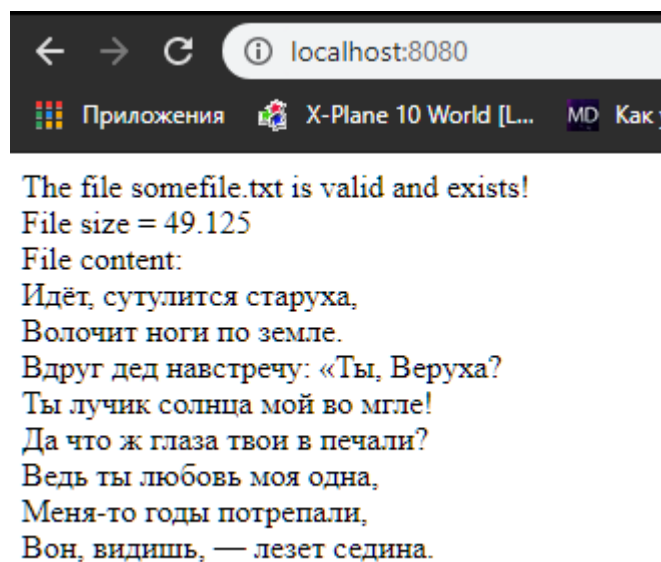 localhost:8080
Приложения X-Plane 10 World [L... MD Как
The file somefile.txt is valid and exists!
File size = 49.125
File content:
Идёт, сутулится старуха,
Волочит ноги по земле.
Вдруг дед навстречу: «Ты, Веруха?
Ты лучик солнца мой во мгле!
Да что ж глаза твои в печали?
Ведь ты любовь моя одна,
Меня-то годы потрепали,
Вон, видишь, — лезет седина.